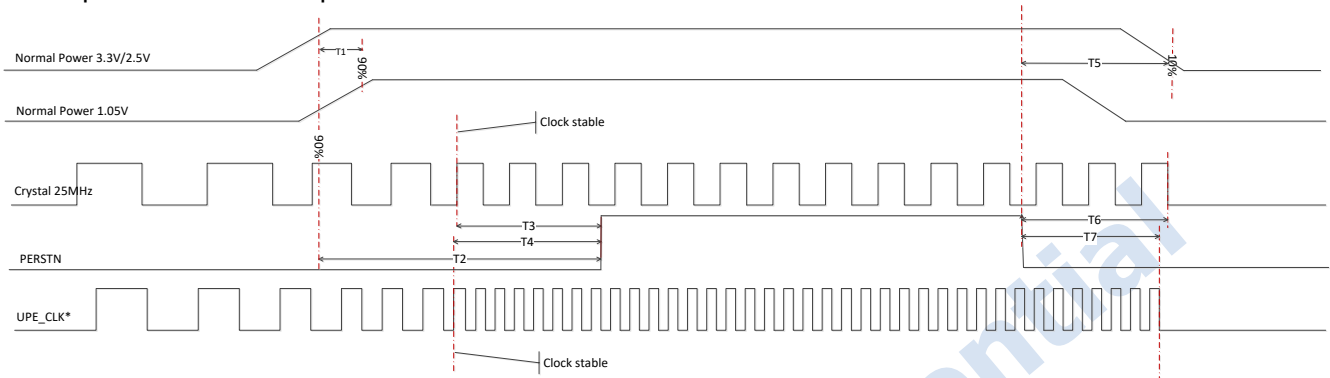 Normal Power 3.3V/2.5V
T1
90%
T5
10%
Normal Power 1.05V
90%
Clock stable
Crystal 25MHz
T3
T6
T4
T7
T2
PERSTN
UPE_CLK*
Clock stable
ential